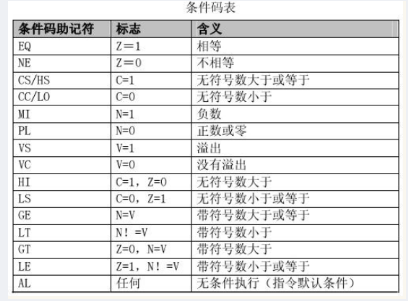 条件码表
条件码助记符 标志 含义
EQ Z=1 相等
NE Z=0 不相等
CS/HS C=1 无符号数大于或等于
CC/LO C=0 无符号数小于
MI N=1 负数
PL N=0 正数或零
VS V=1 溢出
VC V=0 没有溢出
HI C=1，Z=0 无符号数大于
LS C=0，Z=1 无符号数小于或等于
GE N=V 带符号数大于或等于
LT N！=V 带符号数小于
GT Z=0，N=V 带符号数大于
LE Z=1，N！=V 带符号数小于或等于
AL 任何 无条件执行（指令默认条件）